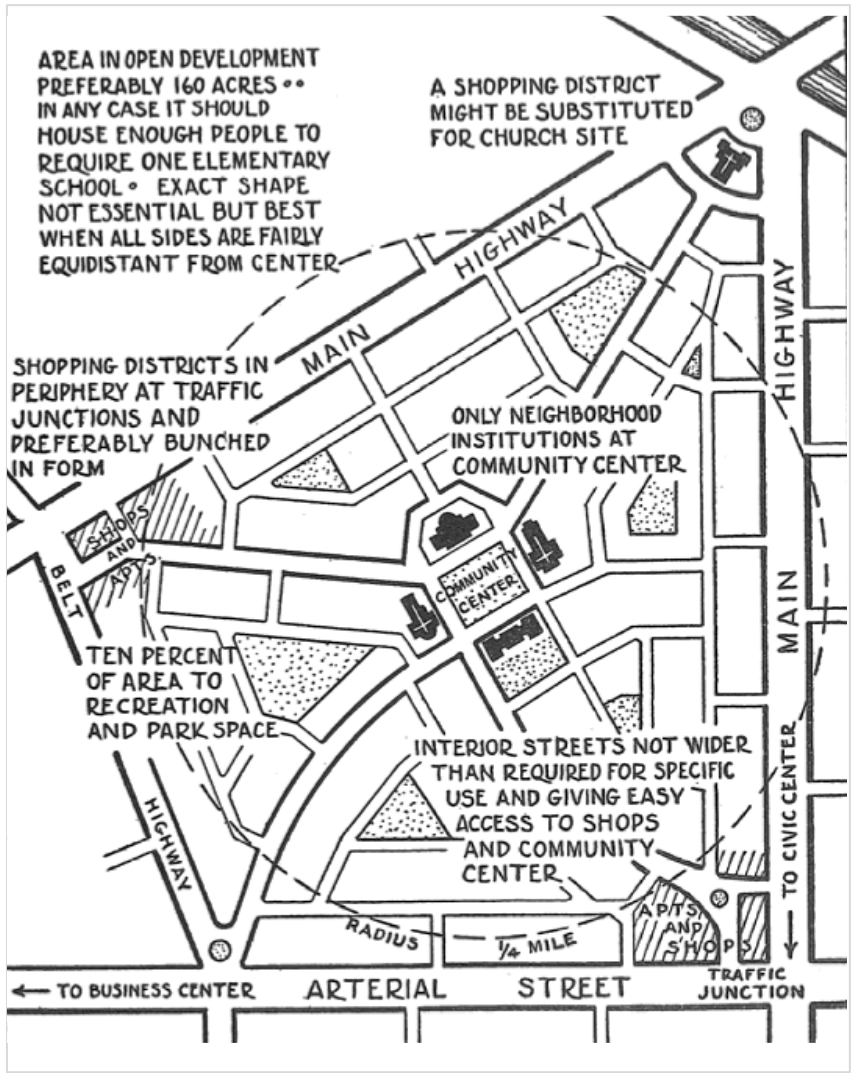 AREA IN OPEN DEVELOPMENT
PREFERABLY 160 ACRES ••
IN ANY CASE IT SHOULD
HOUSE ENOUGH PEOPLE TO
REQUIRE ONE ELEMENTARY
SCHOOL • EXACT SHAPE
NOT ESSENTIAL BUT BEST
WHEN ALL SIDES ARE FAIRLY
EQUIDISTANT FROM CENTER
A SHOPPING DISTRICT
MIGHT BE SUBSTITUTED
FOR CHURCH SITE
MAIN HIGHWAY
SHOPPING DISTRICTS IN
PERIPHERY AT TRAFFIC
JUNCTIONS AND
PREFERABLY BUNCHED
IN FORM
ONLY NEIGHBORHOOD
INSTITUTIONS AT
COMMUNITY CENTER
MAIN HIGHWAY
SHOPS
AND
APTS.
BELT
HIGHWAY
COMMUNITY
CENTER
TEN PERCENT
OF AREA TO
RECREATION
AND PARK SPACE
INTERIOR STREETS NOT WIDER
THAN REQUIRED FOR SPECIFIC
USE AND GIVING EASY
ACCESS TO SHOPS
AND COMMUNITY
CENTER
TO CIVIC CENTER →
APTS
AND
SHOPS
RADIUS 1/4 MILE
TRAFFIC
JUNCTION
← TO BUSINESS CENTER
ARTERIAL STREET